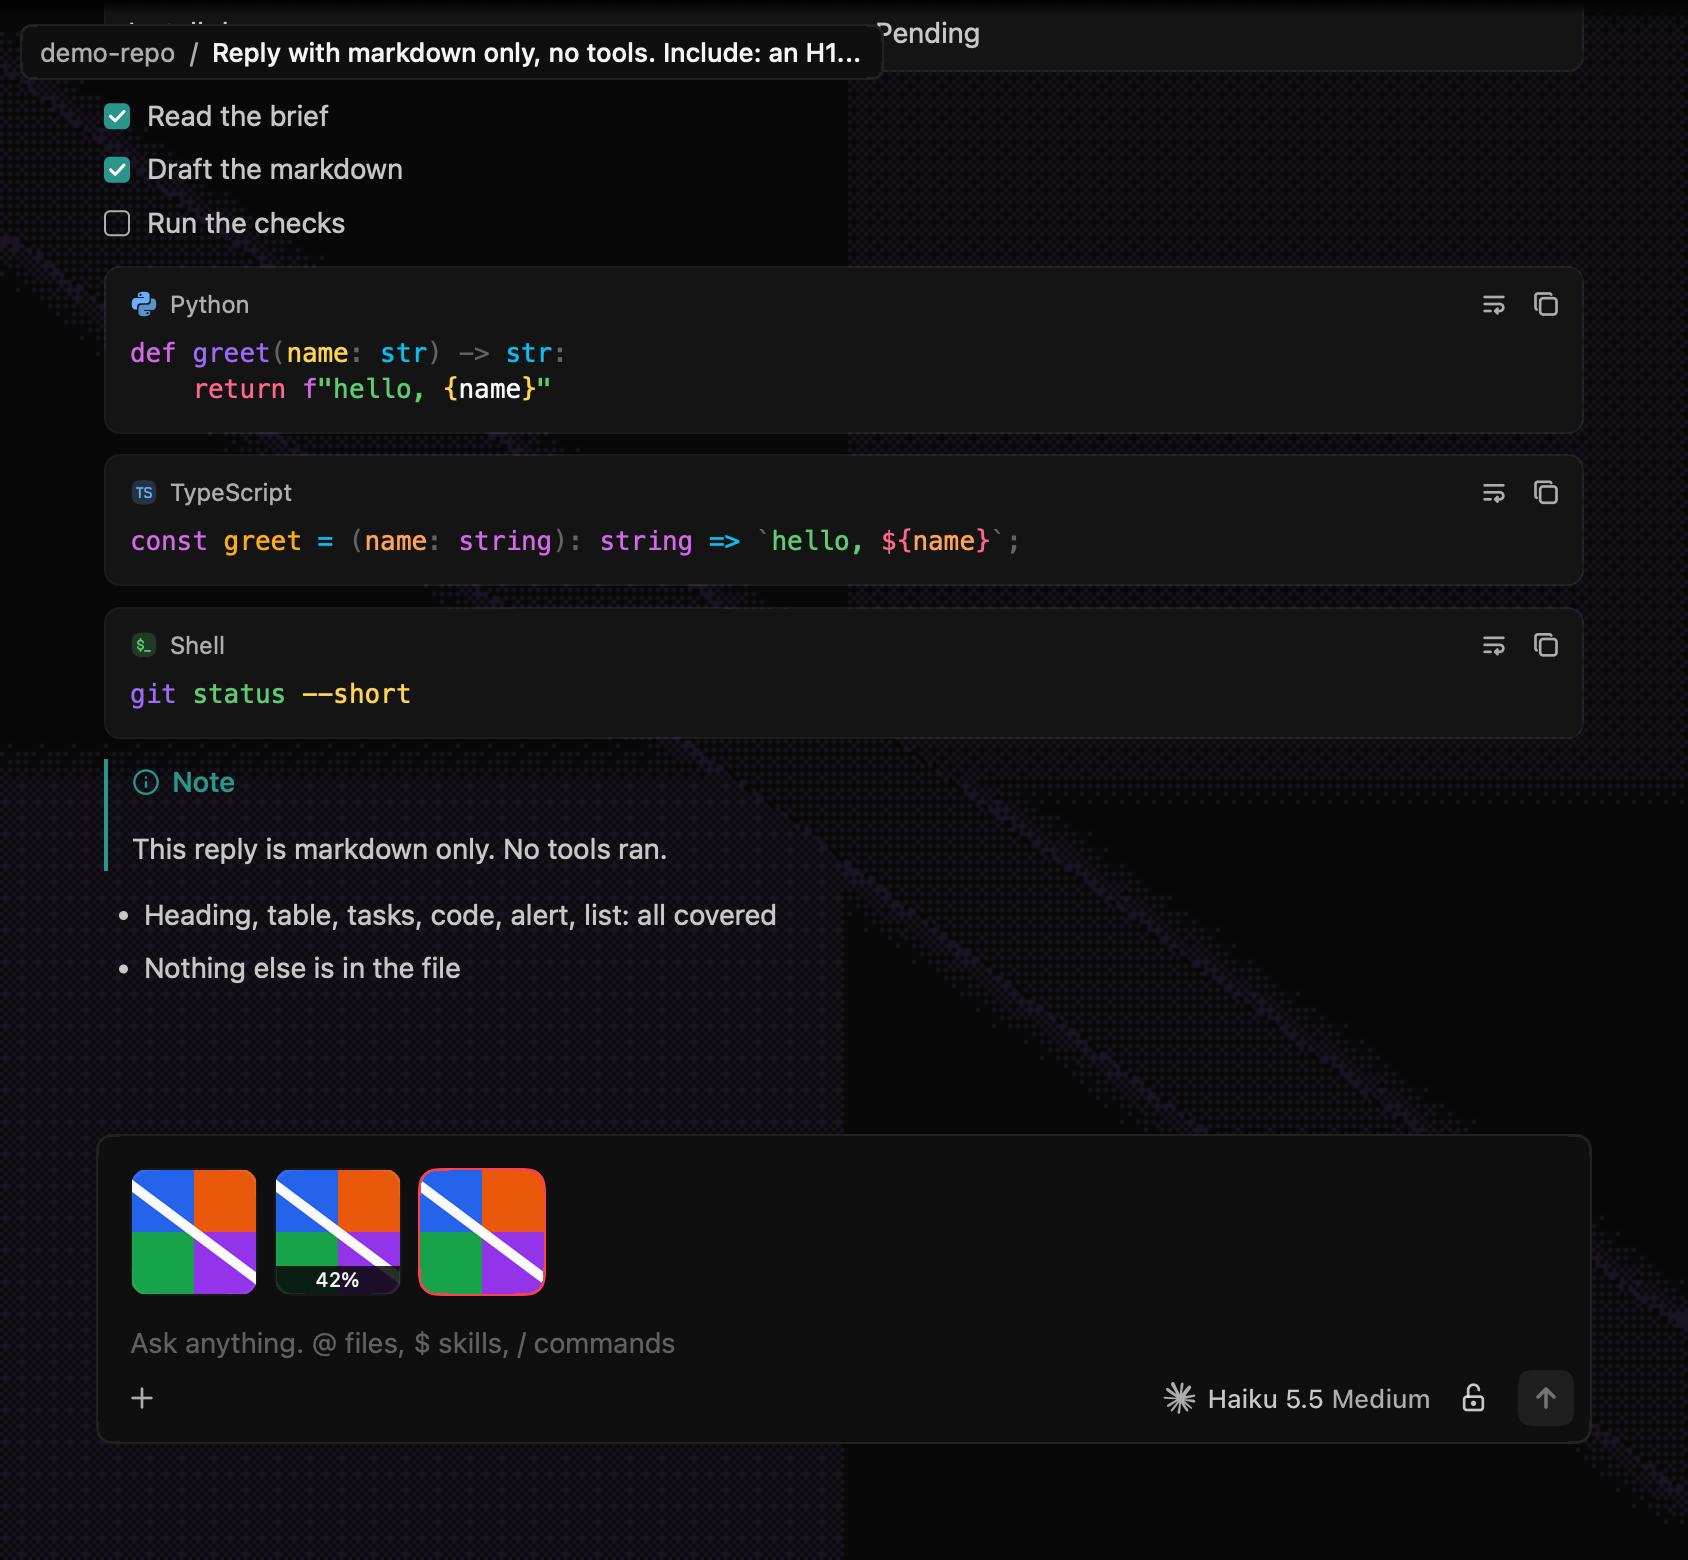 Pending
demo-repo / Reply with markdown only, no tools. Include: an H1...
Read the brief
Draft the markdown
Run the checks
Python
def greet(name: str) -> str:
    return f"hello, {name}"
TS TypeScript
const greet = (name: string): string => `hello, ${name}`;
$_ Shell
git status --short
Note
This reply is markdown only. No tools ran.
• Heading, table, tasks, code, alert, list: all covered
• Nothing else is in the file
42%
Ask anything. @ files, $ skills, / commands
Haiku 5.5 Medium